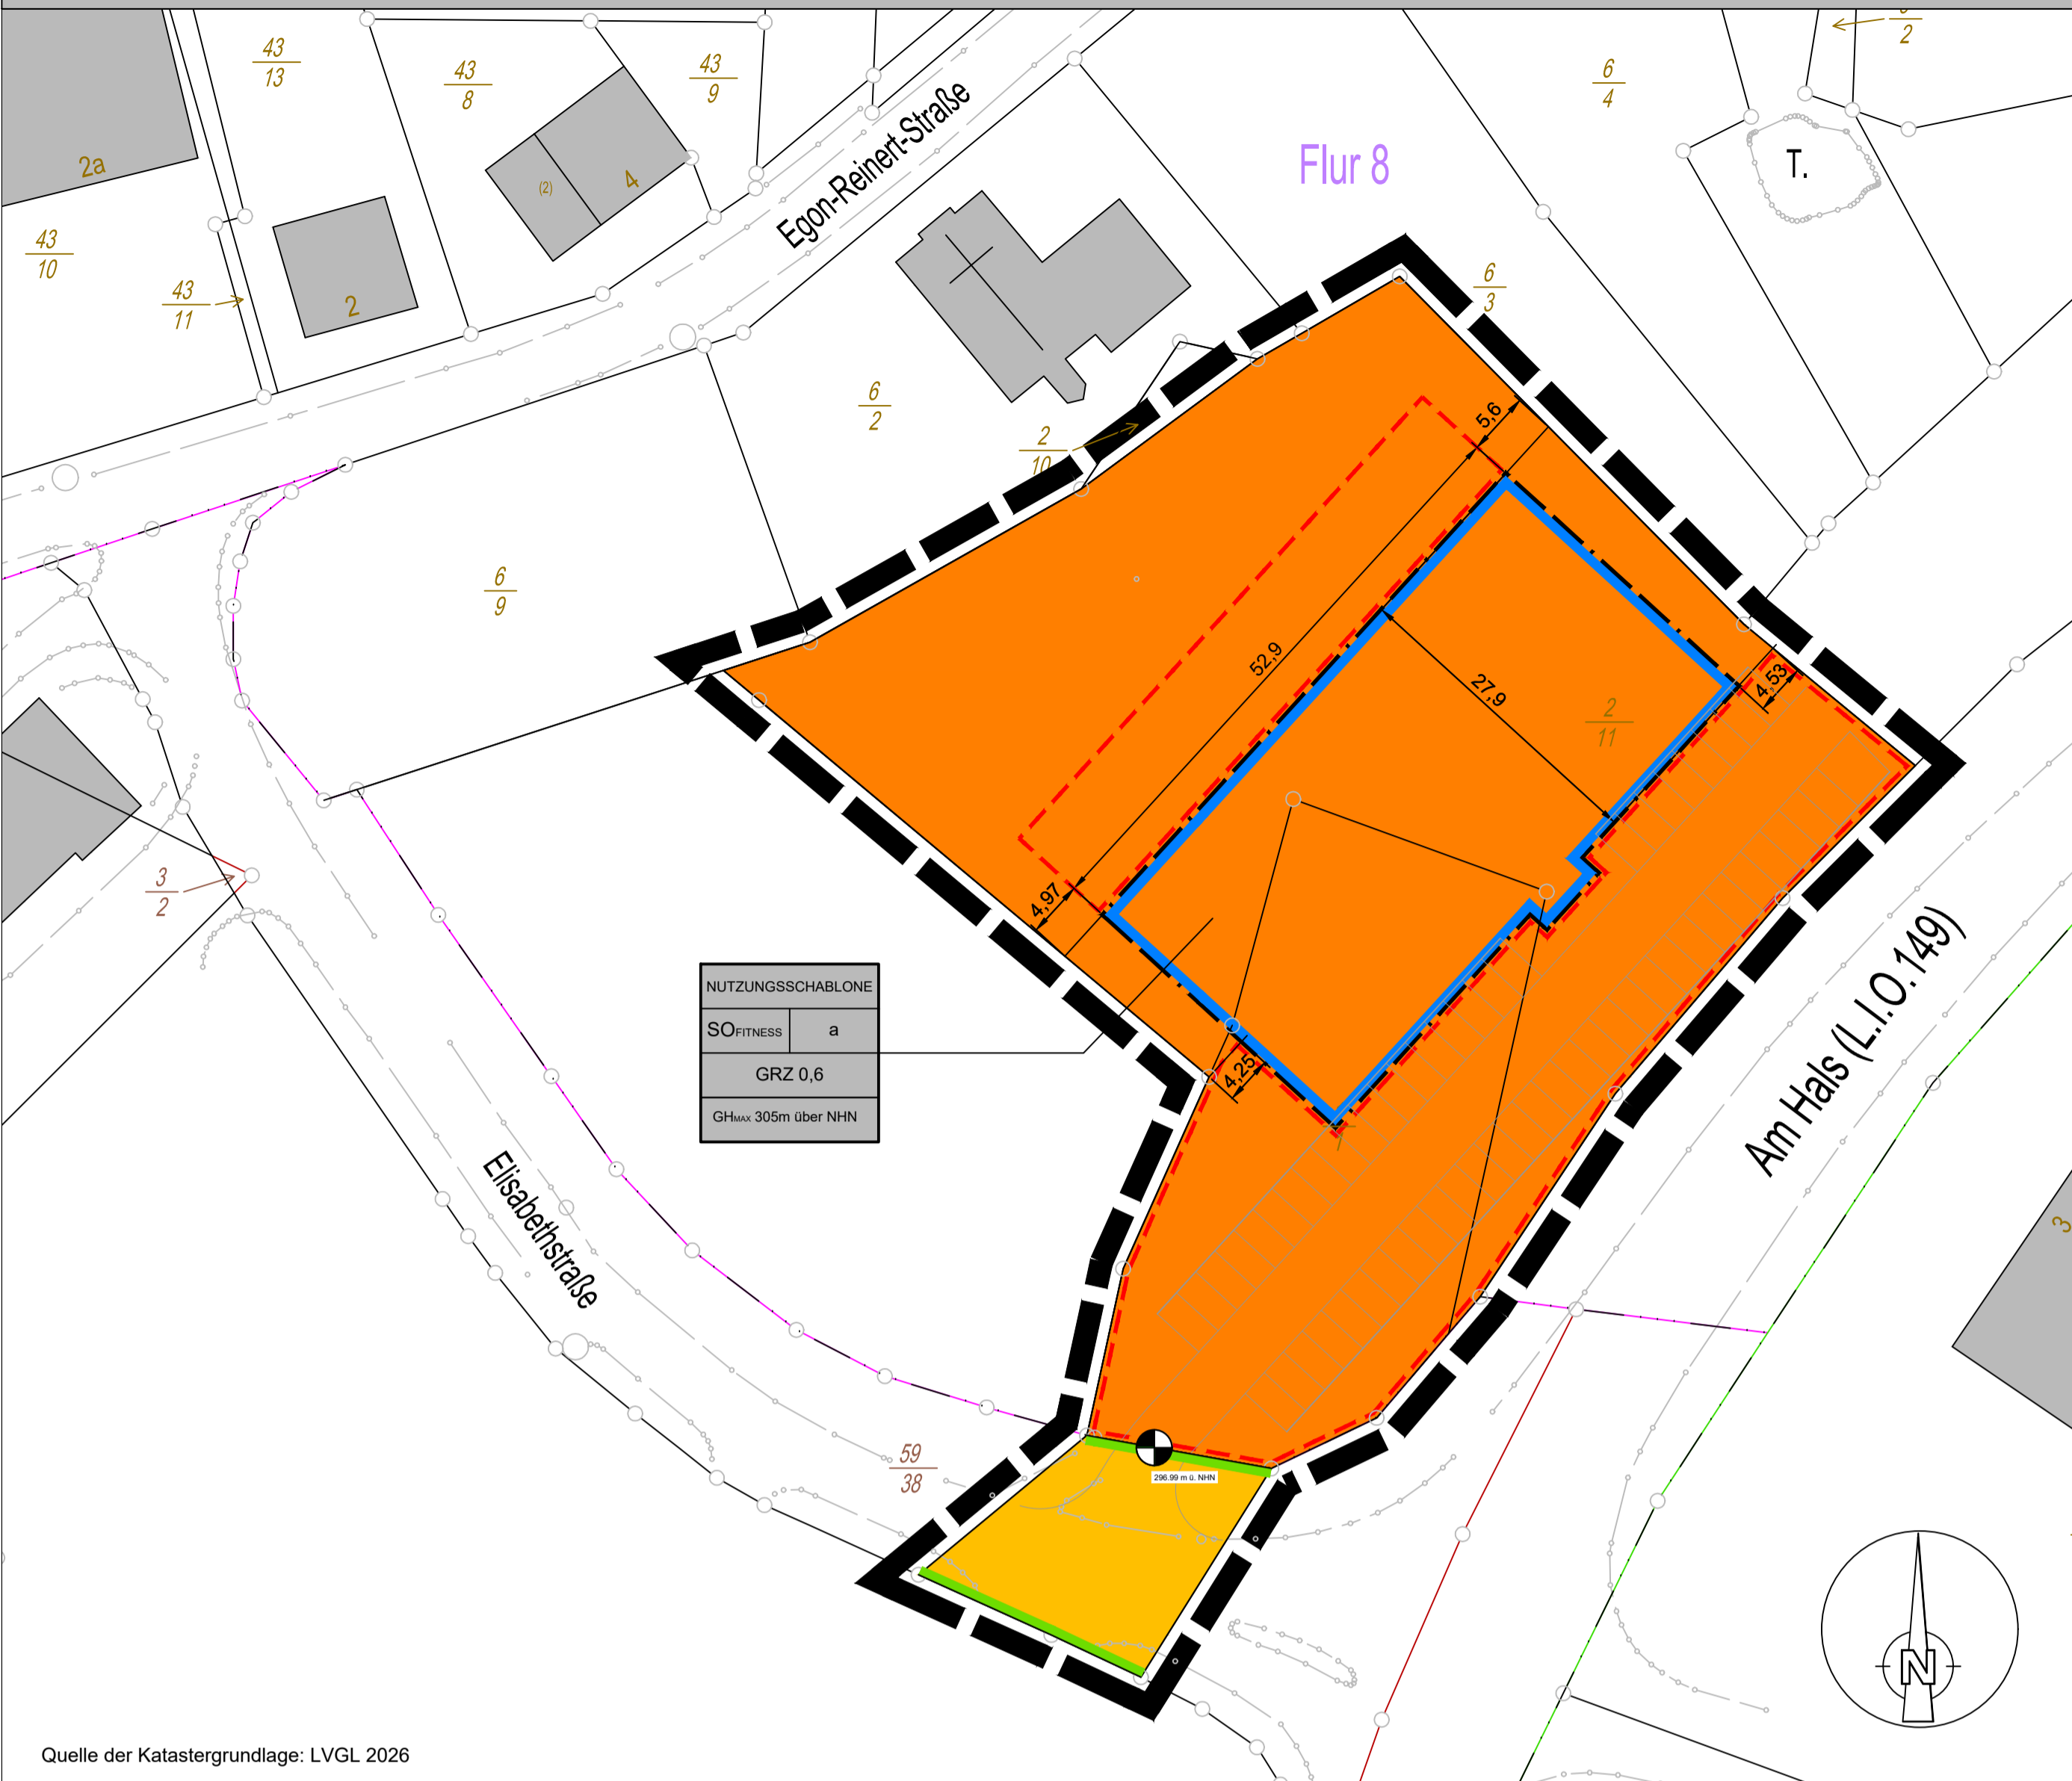 43
13
43
8
43
9
6
4
2
2a
(2)
4
Egon-Reinert-Straße
Flur 8
T.
43
10
43
11
2
6
3
6
2
2
10
5,6
6
9
52,9
27,9
2
11
4,53
3
2
4,97
NUTZUNGSSCHABLONE
SOFITNESS
a
GRZ 0,6
GHMAX 305m über NHN
4,25
Am Hals (L.I.O. 149)
Elisabethstraße
3
59
38
296.99 m ü. NHN
N
Quelle der Katastergrundlage: LVGL 2026